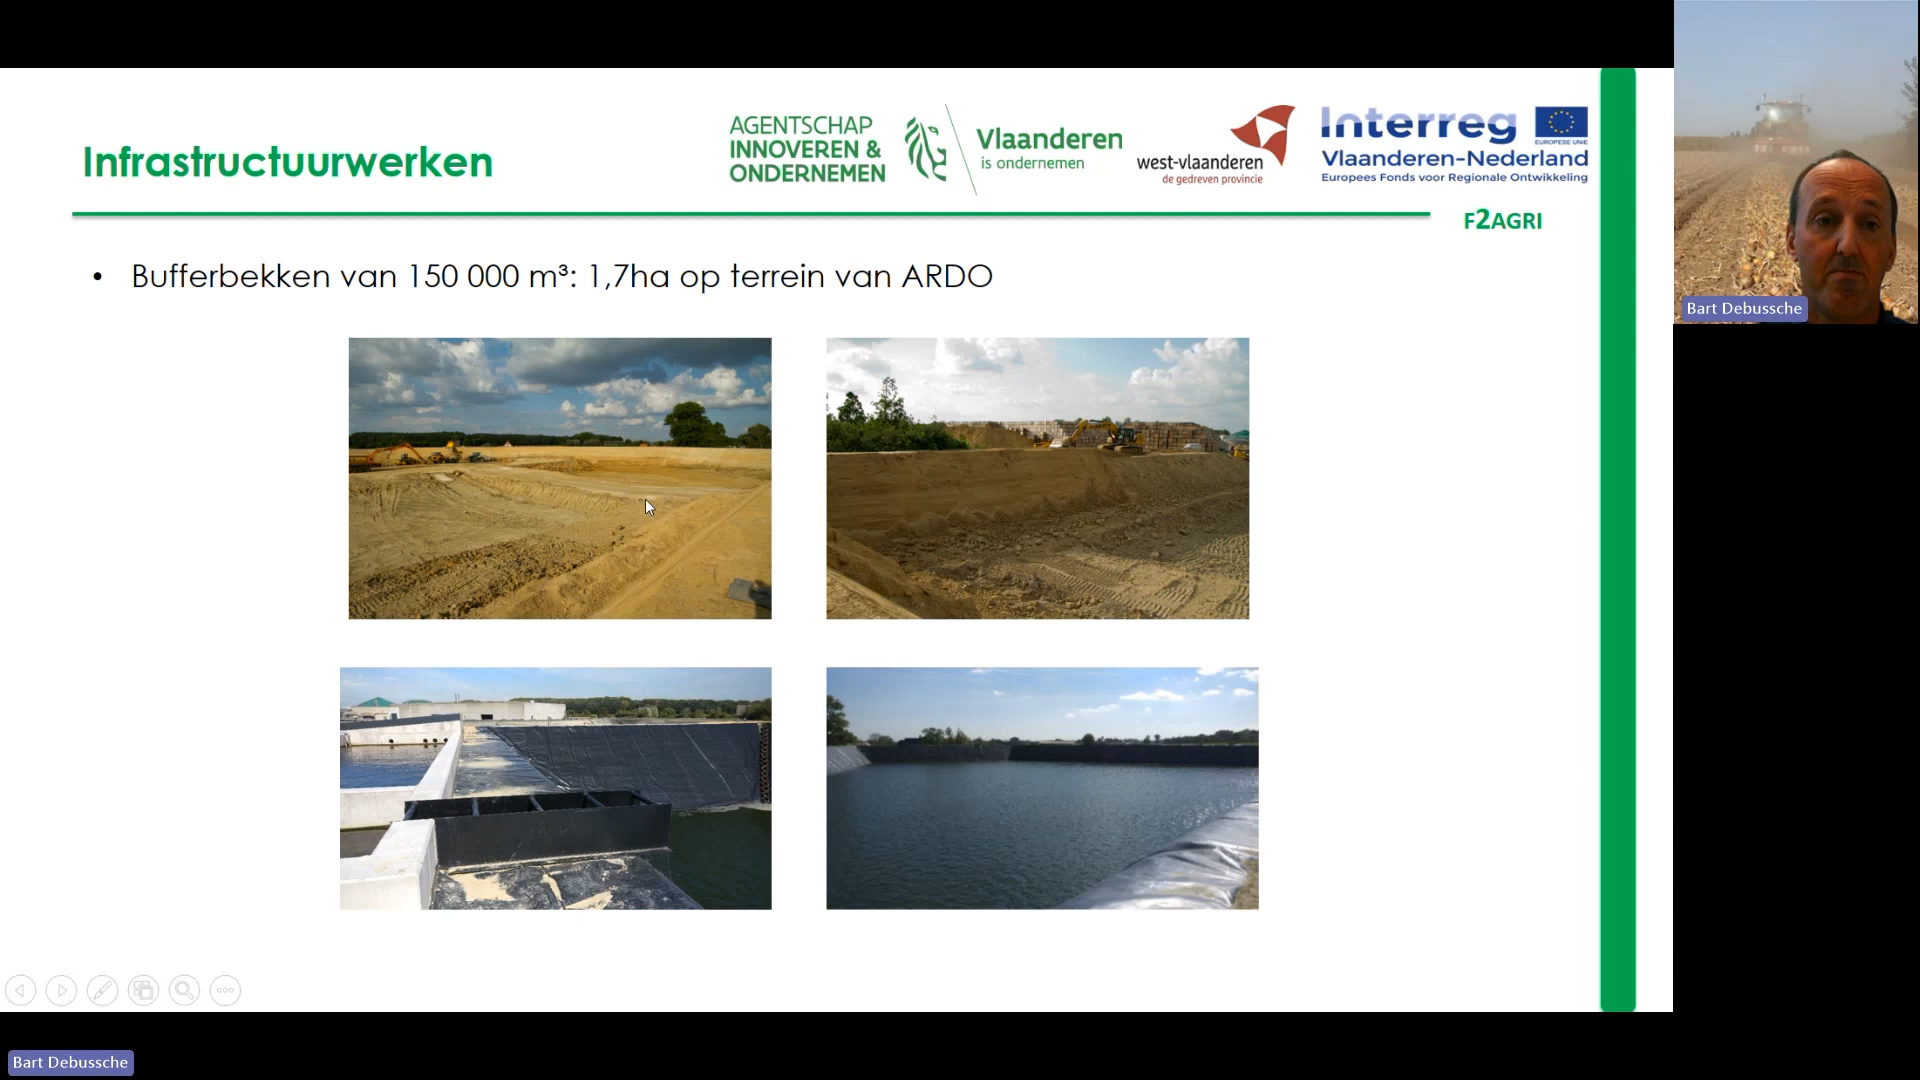 Infrastructuurwerken
AGENTSCHAP
INNOVEREN &
ONDERNEMEN
Vlaanderen
is ondernemen
west-vlaanderen
de gedreven provincie
Interreg
EUROPESE UNIE
Vlaanderen-Nederland
Europees Fonds voor Regionale Ontwikkeling
F2AGRI
• Bufferbekken van 150 000 m³: 1,7ha op terrein van ARDO
Bart Debussche
Bart Debussche